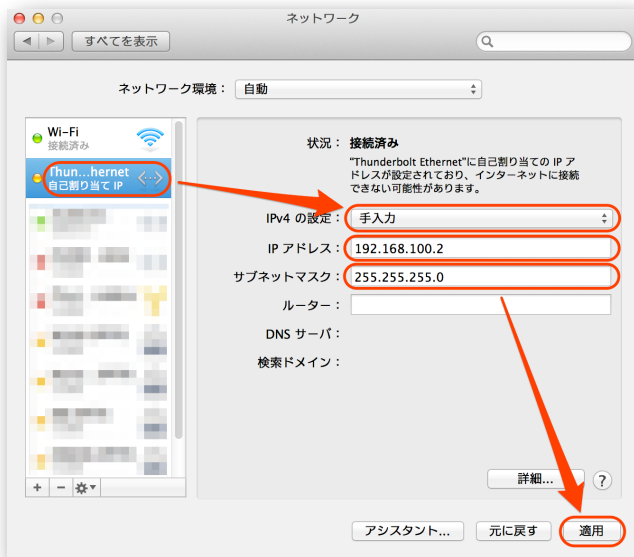 ネットワーク
すべてを表示
ネットワーク環境： 自動
Wi-Fi
接続済み
Thun...hernet
自己割り当て IP
状況： 接続済み
"Thunderbolt Ethernet"に自己割り当ての IP ア
ドレスが設定されており、インターネットに接続
できない可能性があります。
IPv4 の設定： 手入力
IP アドレス： 192.168.100.2
サブネットマスク： 255.255.255.0
ルーター：
DNS サーバ：
検索ドメイン：
詳細... ?
+ −
アシスタント... 元に戻す 適用